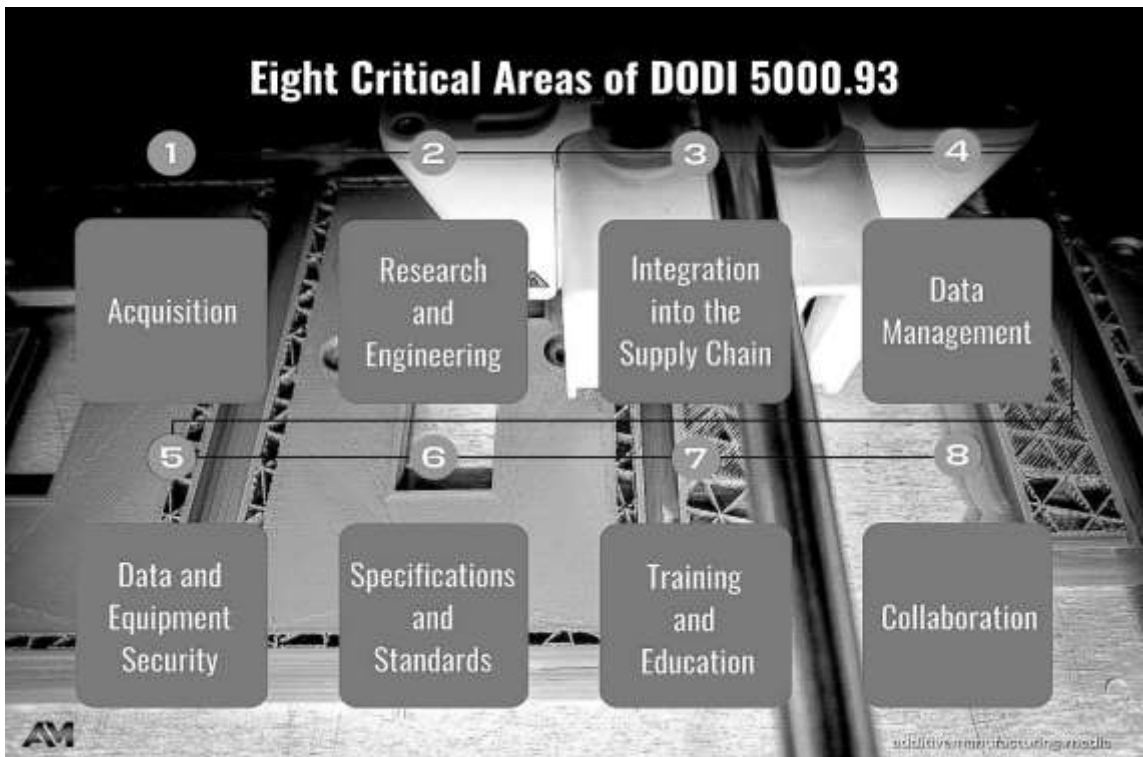 Eight Critical Areas of DODI 5000.93
1
2
3
4
Acquisition
Research
and
Engineering
Integration
into the
Supply Chain
Data
Management
5
6
7
8
Data and
Equipment
Security
Specifications
and
Standards
Training
and
Education
Collaboration
AM
additivemanufacturing.media